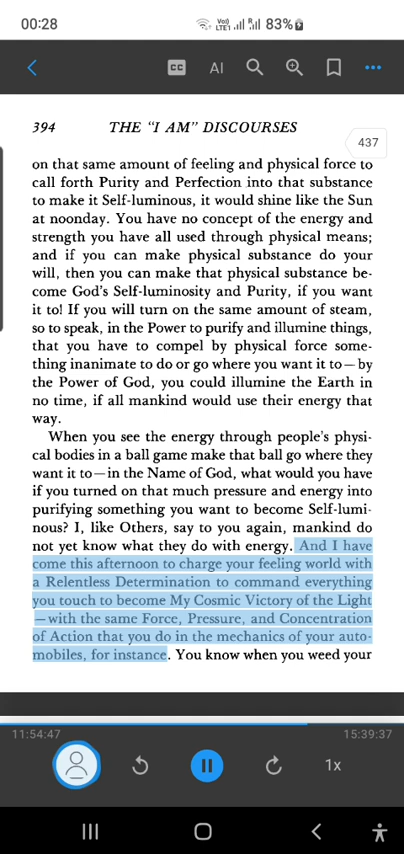 00:28
Vo))
LTE1
R
83%
CC
AI
394
THE "I AM" DISCOURSES
437
on that same amount of feeling and physical force to
call forth Purity and Perfection into that substance
to make it Self-luminous, it would shine like the Sun
at noonday. You have no concept of the energy and
strength you have all used through physical means;
and if you can make physical substance do your
will, then you can make that physical substance be-
come God's Self-luminosity and Purity, if you want
it to! If you will turn on the same amount of steam,
so to speak, in the Power to purify and illumine things,
that you have to compel by physical force some-
thing inanimate to do or go where you want it to—by
the Power of God, you could illumine the Earth in
no time, if all mankind would use their energy that
way.
When you see the energy through people's physi-
cal bodies in a ball game make that ball go where they
want it to—in the Name of God, what would you have
if you turned on that much pressure and energy into
purifying something you want to become Self-lumi-
nous? I, like Others, say to you again, mankind do
not yet know what they do with energy. And I have
come this afternoon to charge your feeling world with
a Relentless Determination to command everything
you touch to become My Cosmic Victory of the Light
—with the same Force, Pressure, and Concentration
of Action that you do in the mechanics of your auto-
mobiles, for instance. You know when you weed your
11:54:47
15:39:37
1x